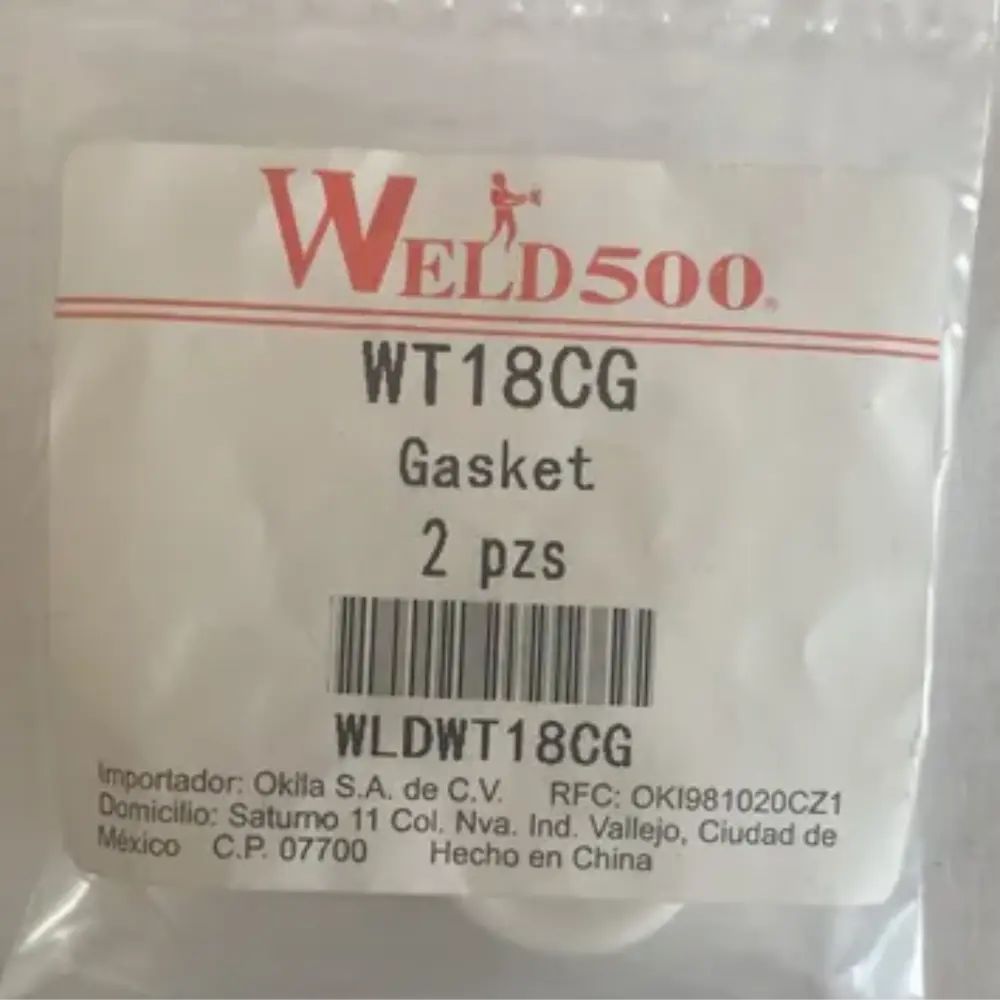 WELD500®
WT18CG
Gasket
2 pzs
WLDWT18CG
Importador: Okila S.A. de C.V. RFC: OKI981020CZ1
Domicilio: Saturno 11 Col. Nva. Ind. Vallejo, Ciudad de
México C.P. 07700 Hecho en China